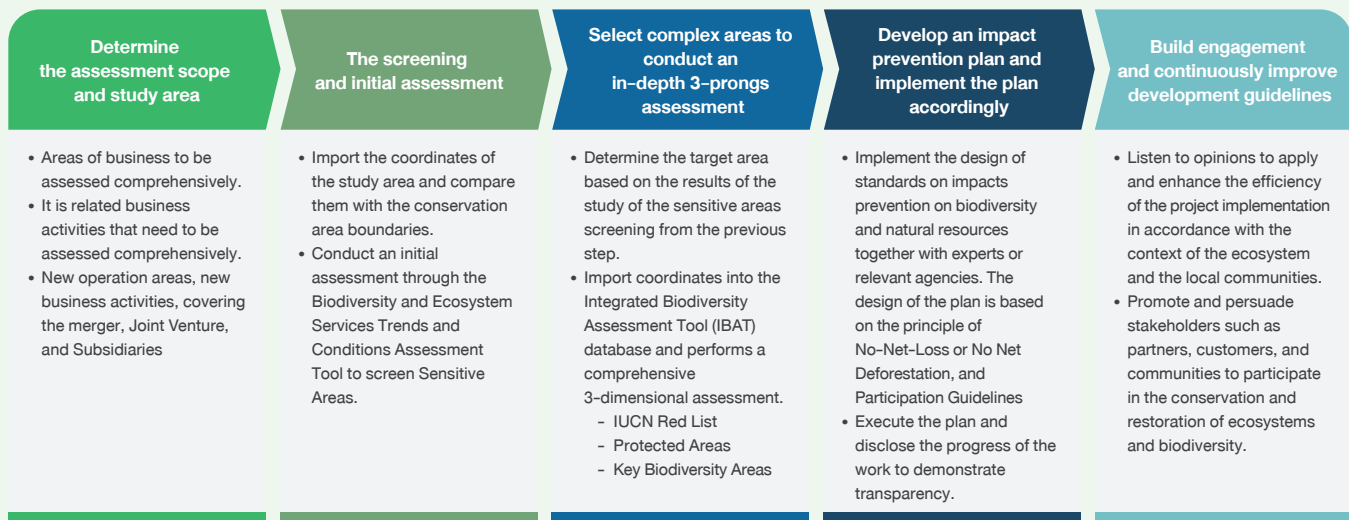 Determine
the assessment scope
and study area
• Areas of business to be
assessed comprehensively.
• It is related business
activities that need to be
assessed comprehensively.
• New operation areas, new
business activities, covering
the merger, Joint Venture,
and Subsidiaries
The screening
and initial assessment
• Import the coordinates of
the study area and compare
them with the conservation
area boundaries.
• Conduct an initial
assessment through the
Biodiversity and Ecosystem
Services Trends and
Conditions Assessment
Tool to screen Sensitive
Areas.
Select complex areas to
conduct an
in-depth 3-prongs
assessment
• Determine the target area
based on the results of the
study of the sensitive areas
screening from the previous
step.
• Import coordinates into the
Integrated Biodiversity
Assessment Tool (IBAT)
database and performs a
comprehensive
3-dimensional assessment.
- IUCN Red List
- Protected Areas
- Key Biodiversity Areas
Develop an impact
prevention plan and
implement the plan
accordingly
• Implement the design of
standards on impacts
prevention on biodiversity
and natural resources
together with experts or
relevant agencies. The
design of the plan is based
on the principle of
No-Net-Loss or No Net
Deforestation, and
Participation Guidelines
• Execute the plan and
disclose the progress of the
work to demonstrate
transparency.
Build engagement
and continuously improve
development guidelines
• Listen to opinions to apply
and enhance the efficiency
of the project implementation
in accordance with the
context of the ecosystem
and the local communities.
• Promote and persuade
stakeholders such as
partners, customers, and
communities to participate
in the conservation and
restoration of ecosystems
and biodiversity.